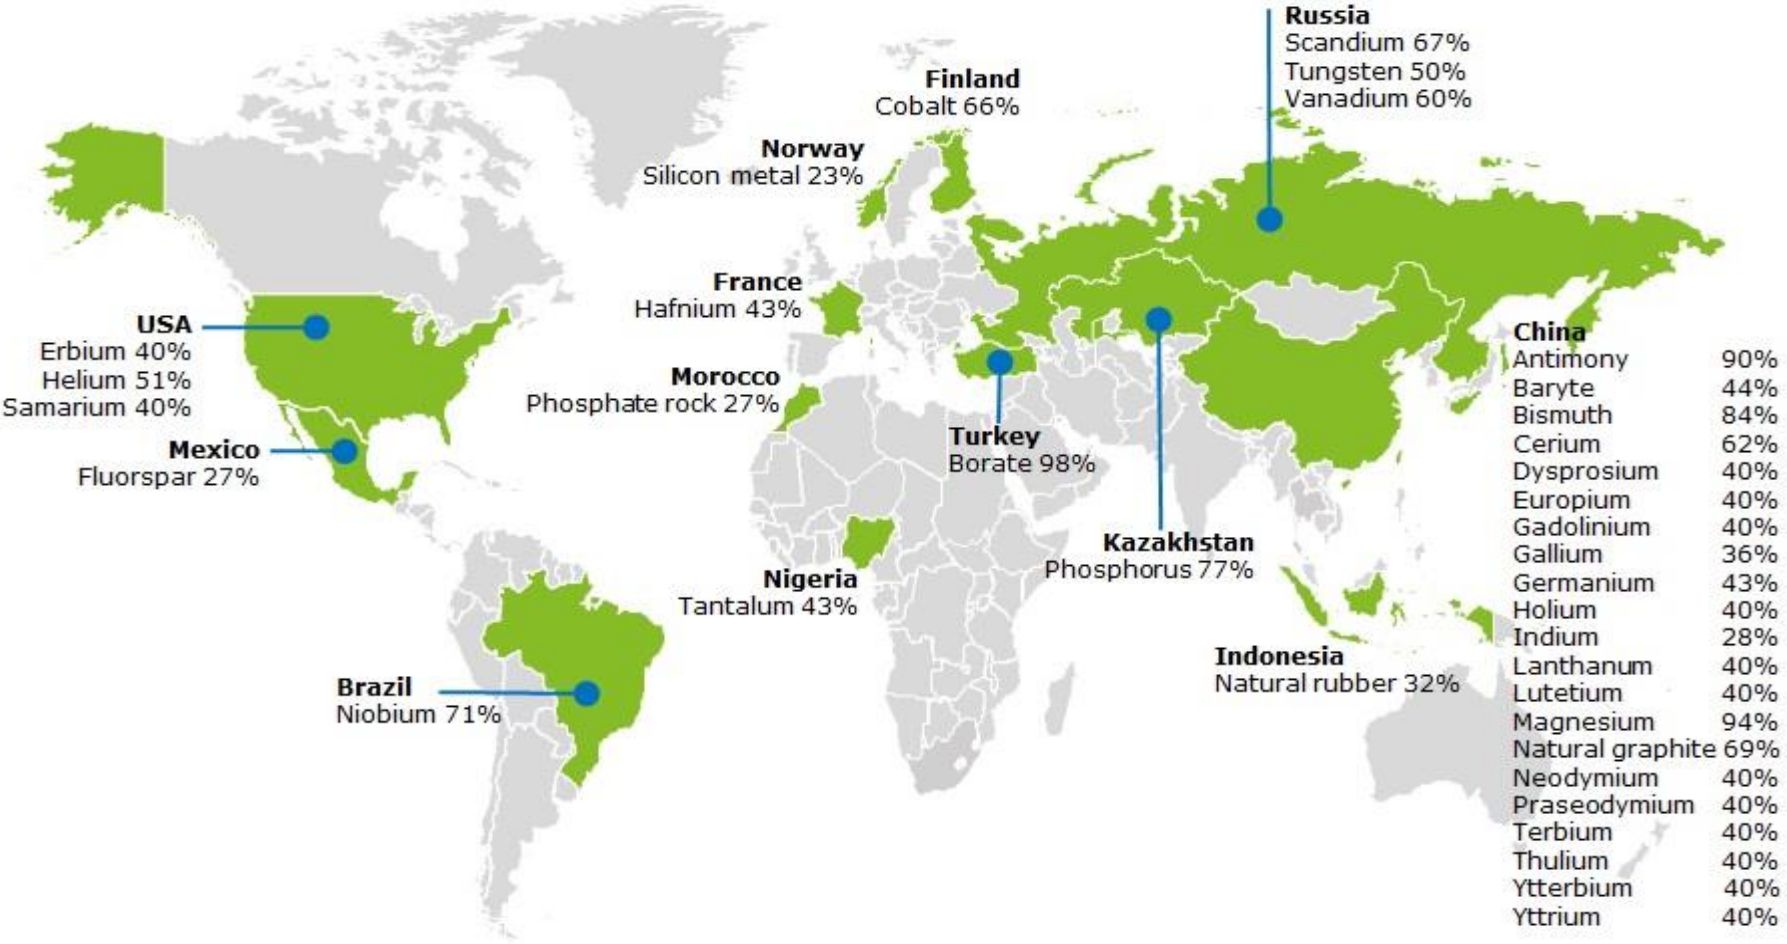 Russia
Scandium 67%
Tungsten 50%
Vanadium 60%
Finland
Cobalt 66%
Norway
Silicon metal 23%
France
Hafnium 43%
USA
Erbium 40%
Helium 51%
Samarium 40%
Morocco
Phosphate rock 27%
Mexico
Fluorspar 27%
Turkey
Borate 98%
Kazakhstan
Phosphorus 77%
Nigeria
Tantalum 43%
Indonesia
Natural rubber 32%
Brazil
Niobium 71%
China
Antimony 90%
Baryte 44%
Bismuth 84%
Cerium 62%
Dysprosium 40%
Europium 40%
Gadolinium 40%
Gallium 36%
Germanium 43%
Holium 40%
Indium 28%
Lanthanum 40%
Lutetium 40%
Magnesium 94%
Natural graphite 69%
Neodymium 40%
Praseodymium 40%
Terbium 40%
Thulium 40%
Ytterbium 40%
Yttrium 40%